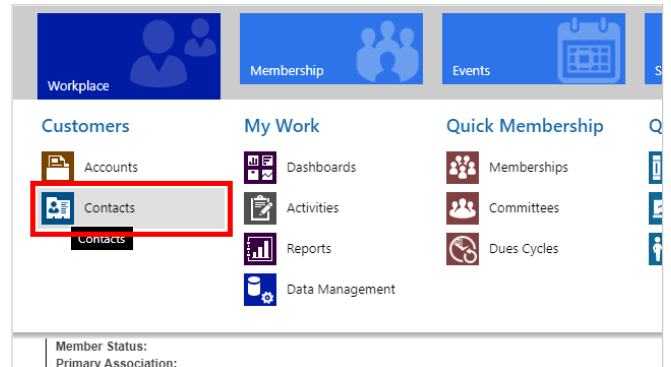 Workplace
Membership
Events
S
Customers
My Work
Quick Membership
Q
Accounts
Dashboards
Memberships
Contacts
Activities
Committees
Contacts
Reports
Dues Cycles
Data Management
Member Status:
Primary Association: